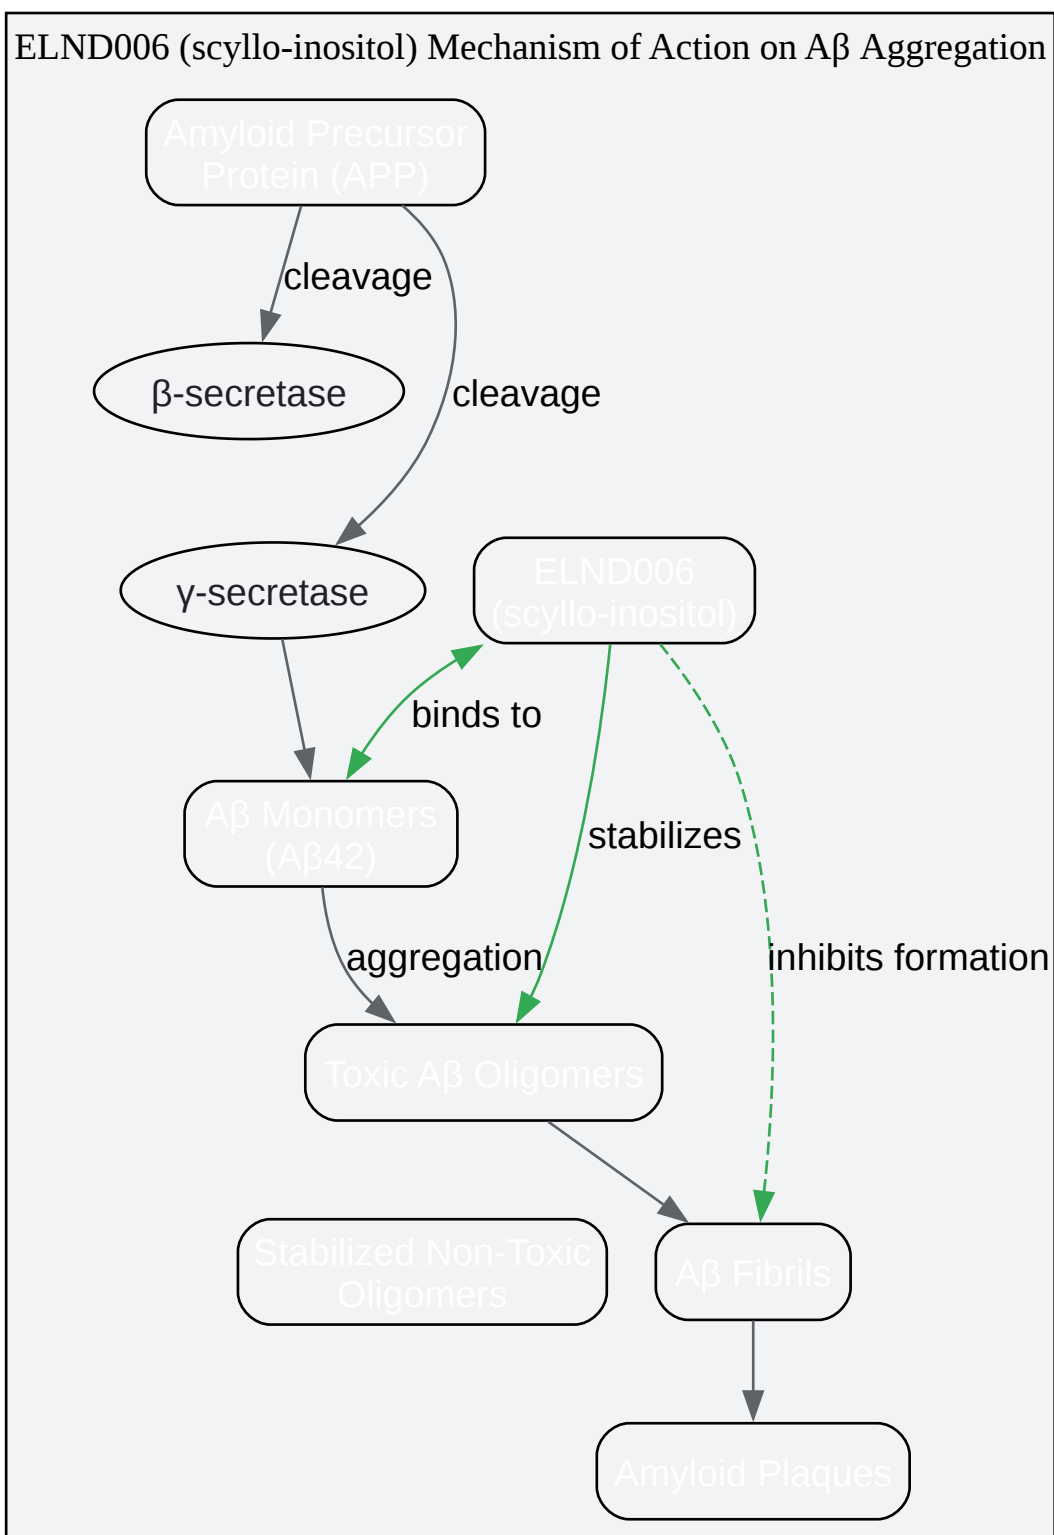 ELND006 (scyllo-inositol) Mechanism of Action on Aβ Aggregation
Amyloid Precursor
Protein (APP)
cleavage
β-secretase
cleavage
γ-secretase
ELND006
(scyllo-inositol)
binds to
Aβ Monomers
(Aβ42)
stabilizes
aggregation
inhibits formation
Toxic Aβ Oligomers
Stabilized Non-Toxic
Oligomers
Aβ Fibrils
Amyloid Plaques